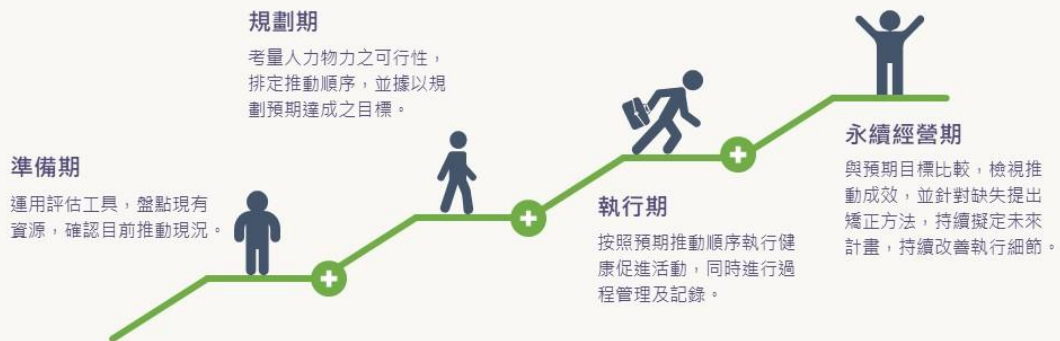 準備期
運用評估工具，盤點現有
資源，確認目前推動現況。
規劃期
考量人力物力之可行性，
排定推動順序，並據以規
劃預期達成之目標。
執行期
按照預期推動順序執行健
康促進活動，同時進行過
程管理及記錄。
永續經營期
與預期目標比較，檢視推
動成效，並針對缺失提出
矯正方法，持續擬定未來
計畫，持續改善執行細節。